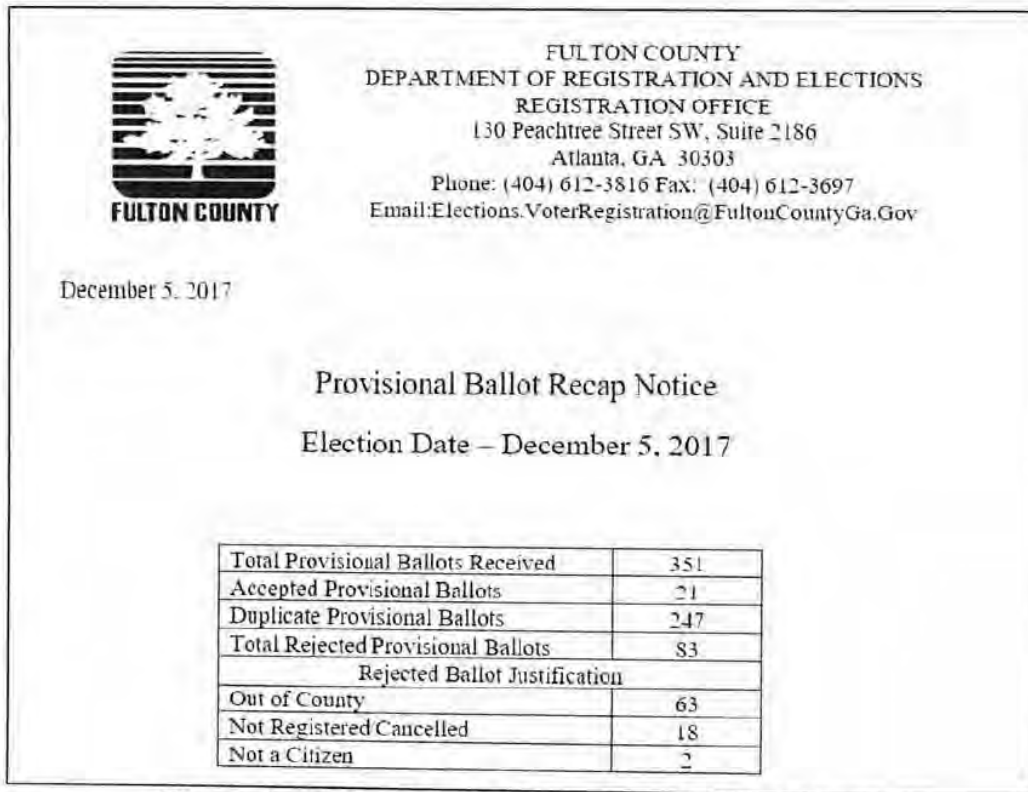 FULTON COUNTY
FULTON COUNTY
DEPARTMENT OF REGISTRATION AND ELECTIONS
REGISTRATION OFFICE
130 Peachtree Street SW, Suite 2186
Atlanta, GA 30303
Phone: (404) 612-3816 Fax: (404) 612-3697
Email:Elections.VoterRegistration@FultonCountyGa.Gov
December 5, 2017
Provisional Ballot Recap Notice
Election Date – December 5, 2017
Total Provisional Ballots Received 351
Accepted Provisional Ballots 21
Duplicate Provisional Ballots 247
Total Rejected Provisional Ballots 83
Rejected Ballot Justification
Out of County 63
Not Registered/Cancelled 18
Not a Citizen 2